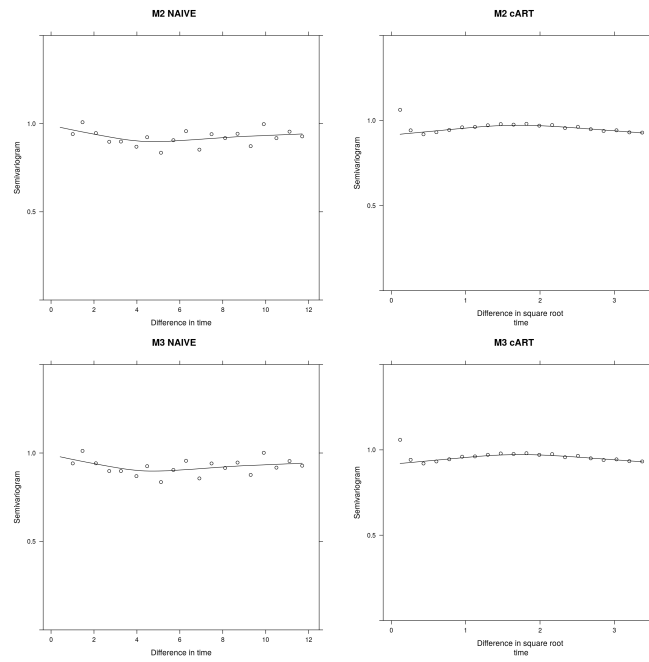 M2 NAIVE
1.0
0.5
Semivariogram
0 2 4 6 8 10 12
Difference in time
M2 cART
1.0
0.5
Semivariogram
0 1 2 3
Difference in square root
time
M3 NAIVE
1.0
0.5
Semivariogram
0 2 4 6 8 10 12
Difference in time
M3 cART
1.0
0.5
Semivariogram
0 1 2 3
Difference in square root
time